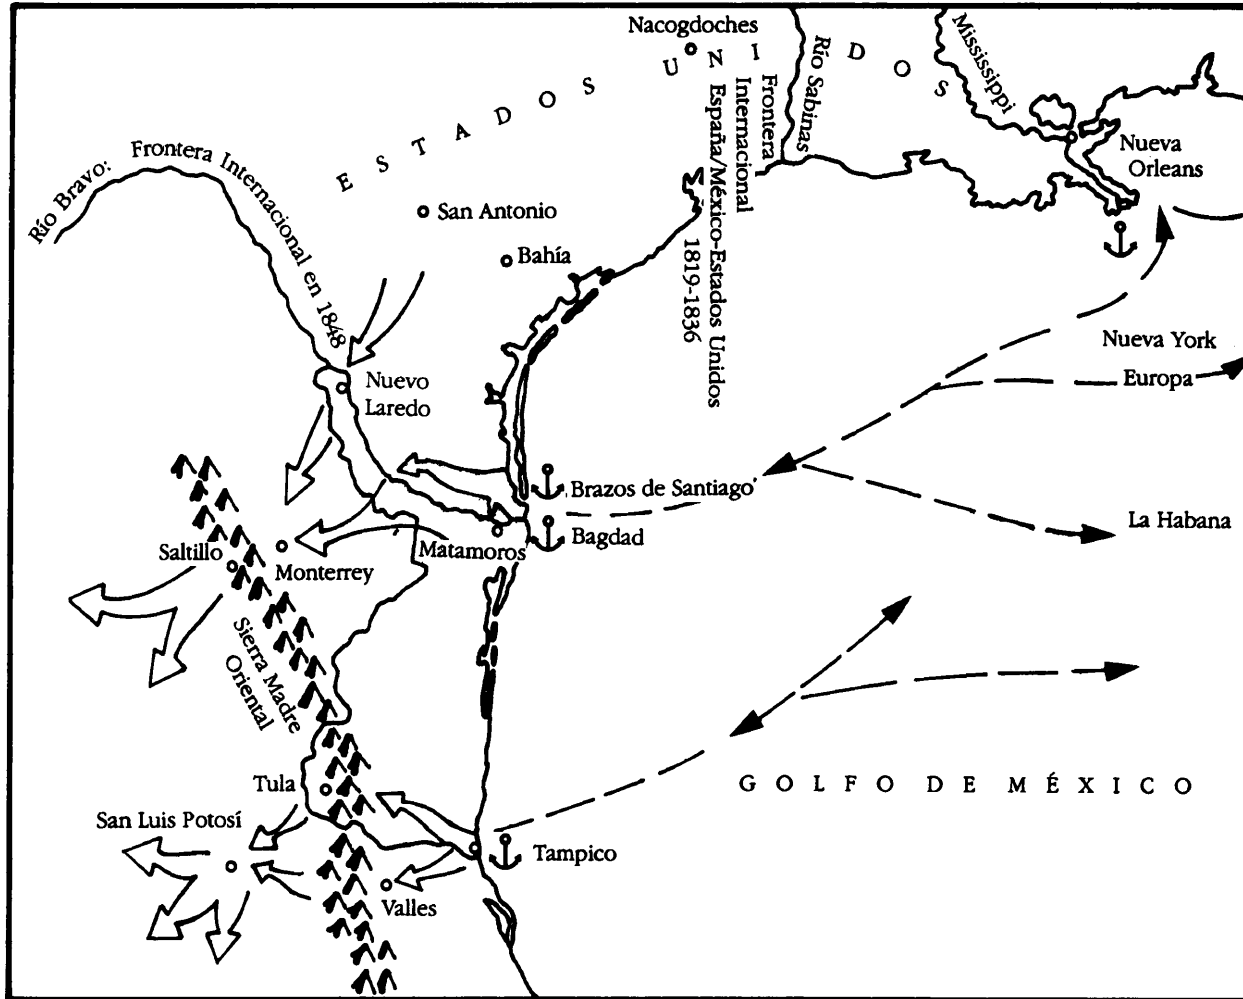 Nacogdoches
ESTADOS UNIDOS
Mississippi
Río Sabinas
Frontera
Internacional
España/México-Estados Unidos
1819-1836
Nueva
Orleans
Río Bravo: Frontera Internacional en 1848
San Antonio
Bahía
Nueva York
Europa
Nuevo
Laredo
Brazos de Santiago
La Habana
Bagdad
Matamoros
Saltillo
Monterrey
Sierra Madre
Oriental
GOLFO DE MÉXICO
Tula
San Luis Potosí
Tampico
Valles